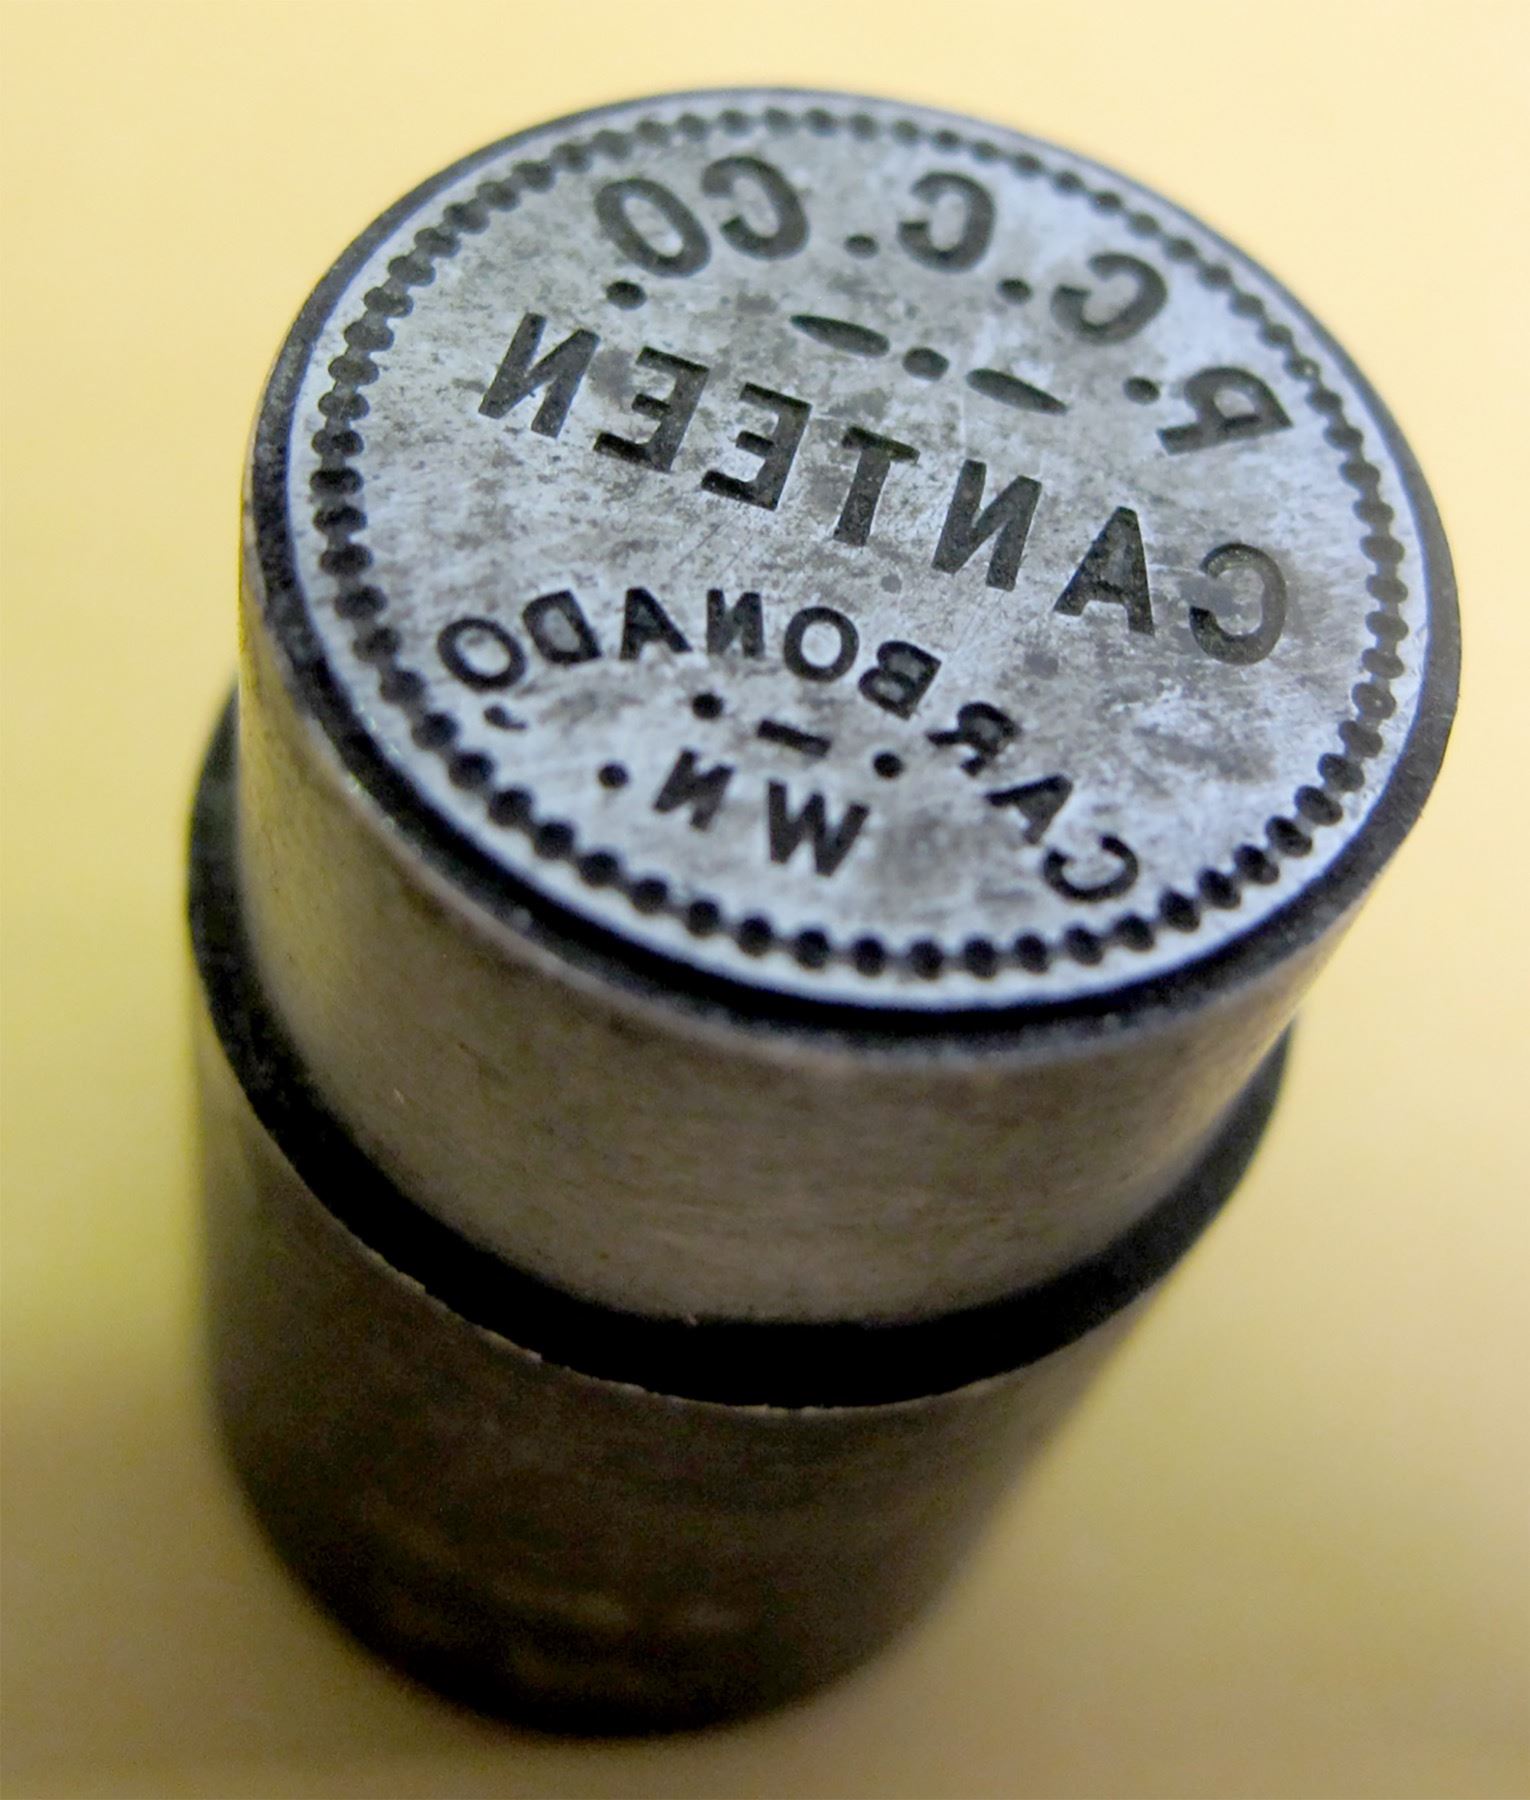 R. C. C. CO.
CANTEEN
CARBONADO,
WN.